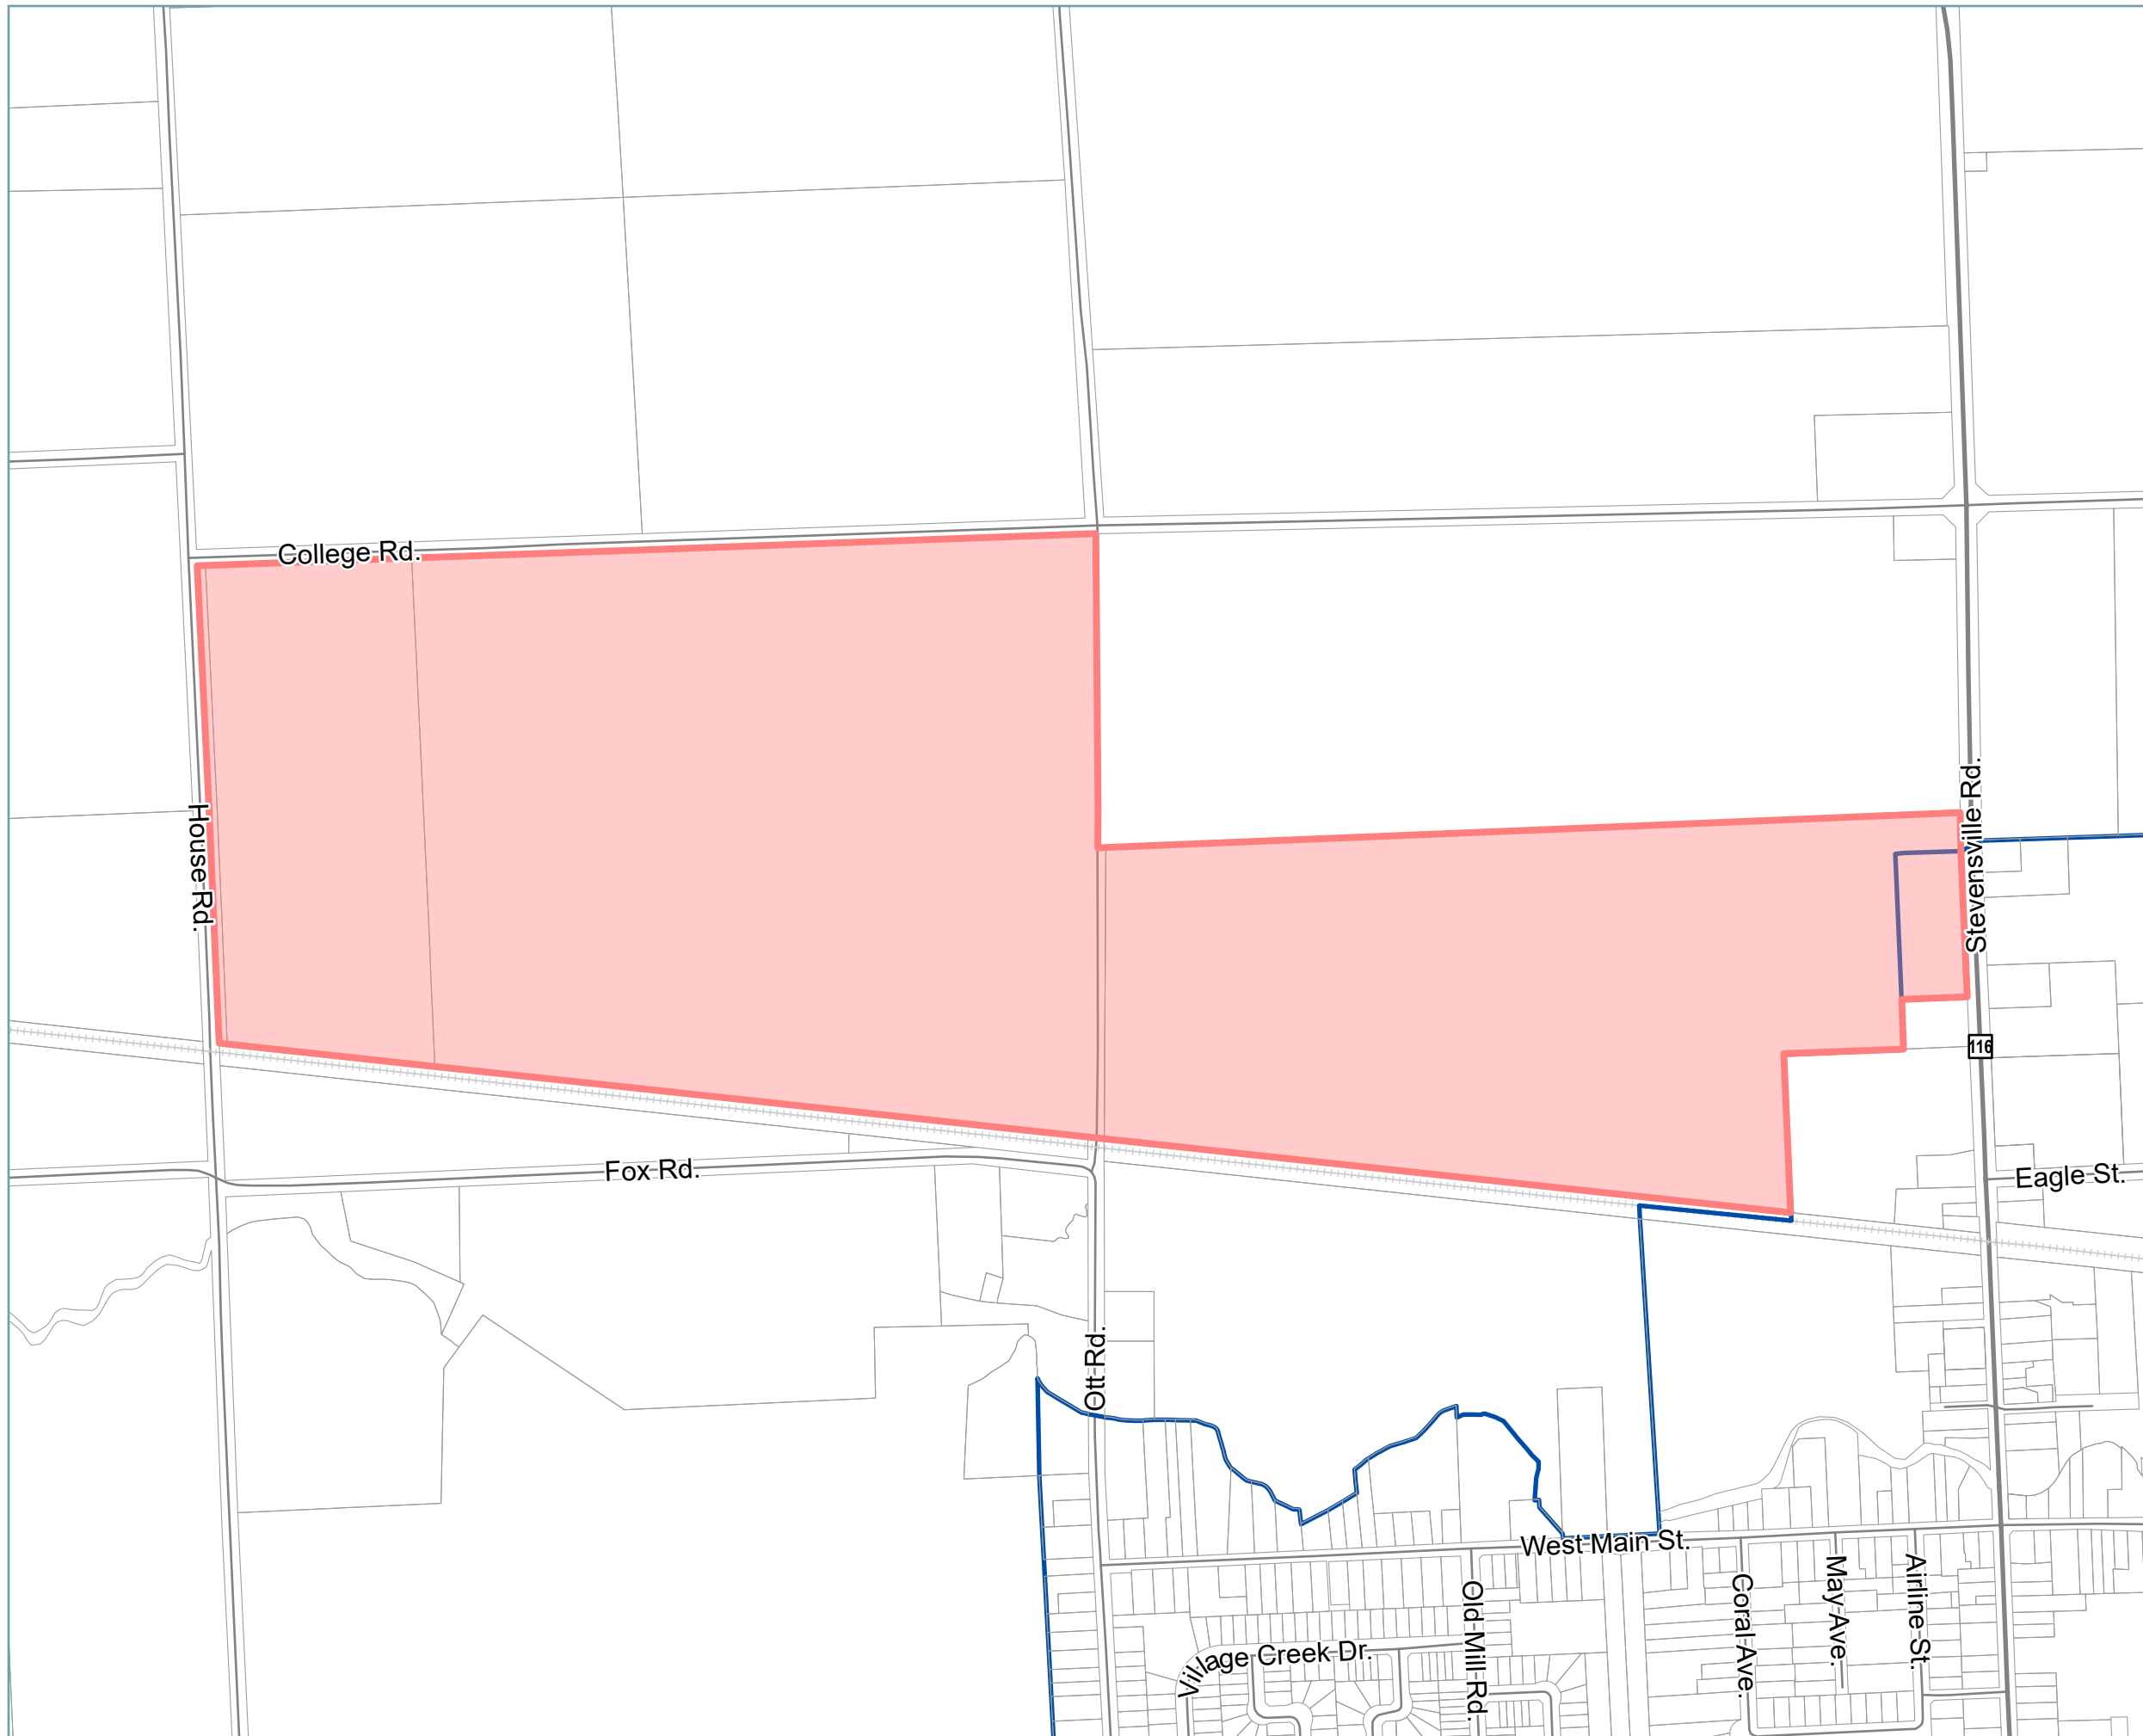 College Rd.
House Rd.
Stevensville Rd.
116
Fox Rd.
Eagle St.
Ott Rd.
West Main St.
Old Mill Rd.
Village Creek Dr.
Coral Ave.
May Ave.
Airline St.